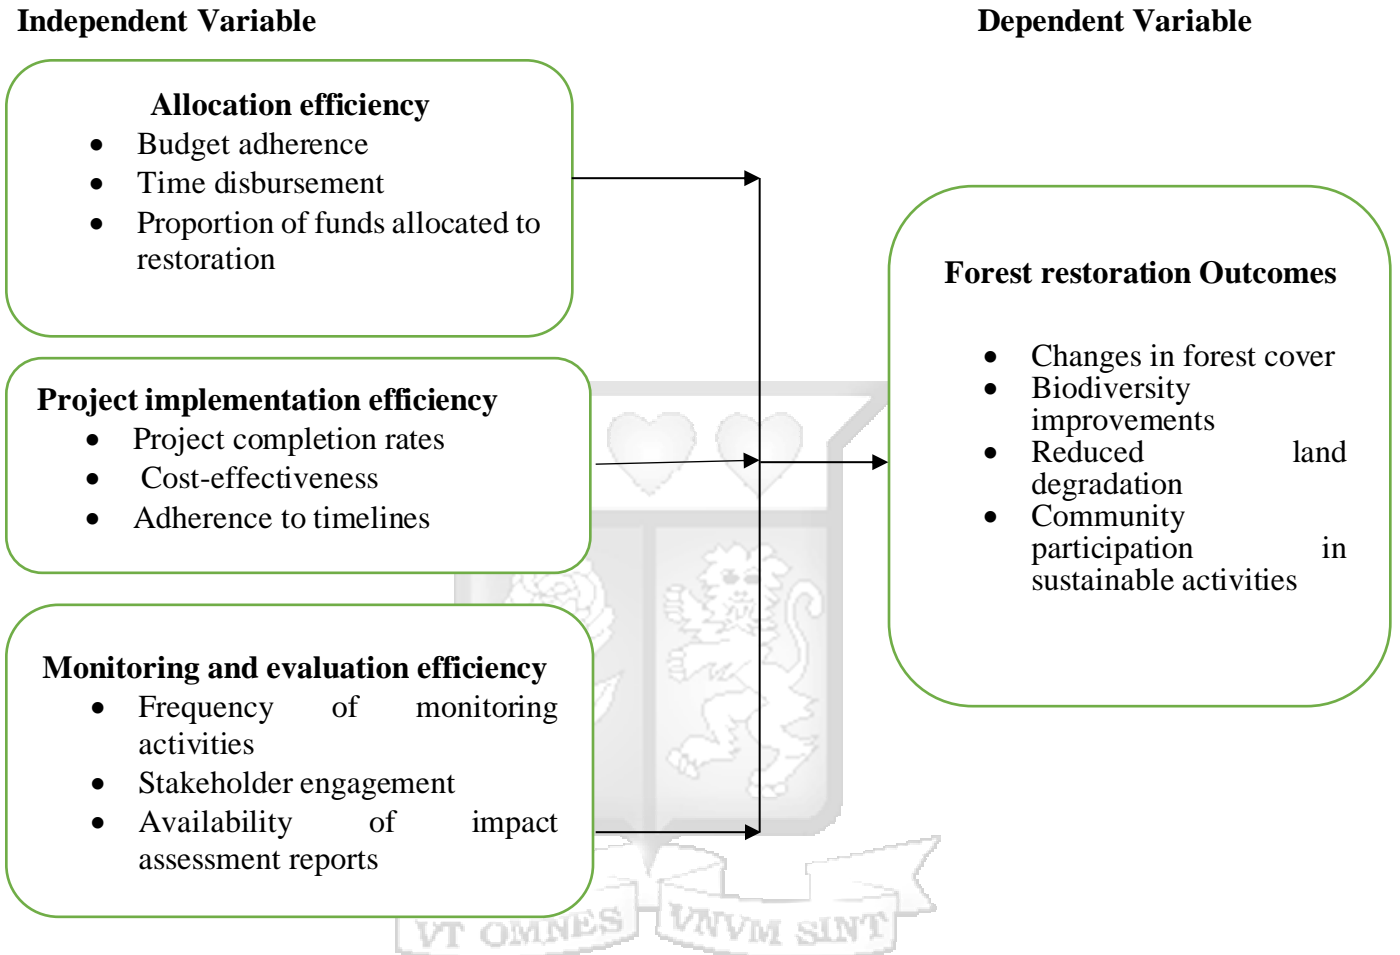 Independent Variable
Dependent Variable
Allocation efficiency
• Budget adherence
• Time disbursement
• Proportion of funds allocated to
restoration
Project implementation efficiency
• Project completion rates
• Cost-effectiveness
• Adherence to timelines
Monitoring and evaluation efficiency
• Frequency of monitoring
activities
• Stakeholder engagement
• Availability of impact
assessment reports
Forest restoration Outcomes
• Changes in forest cover
• Biodiversity
improvements
• Reduced land
degradation
• Community
participation in
sustainable activities
VT OMNES VNVM SINT